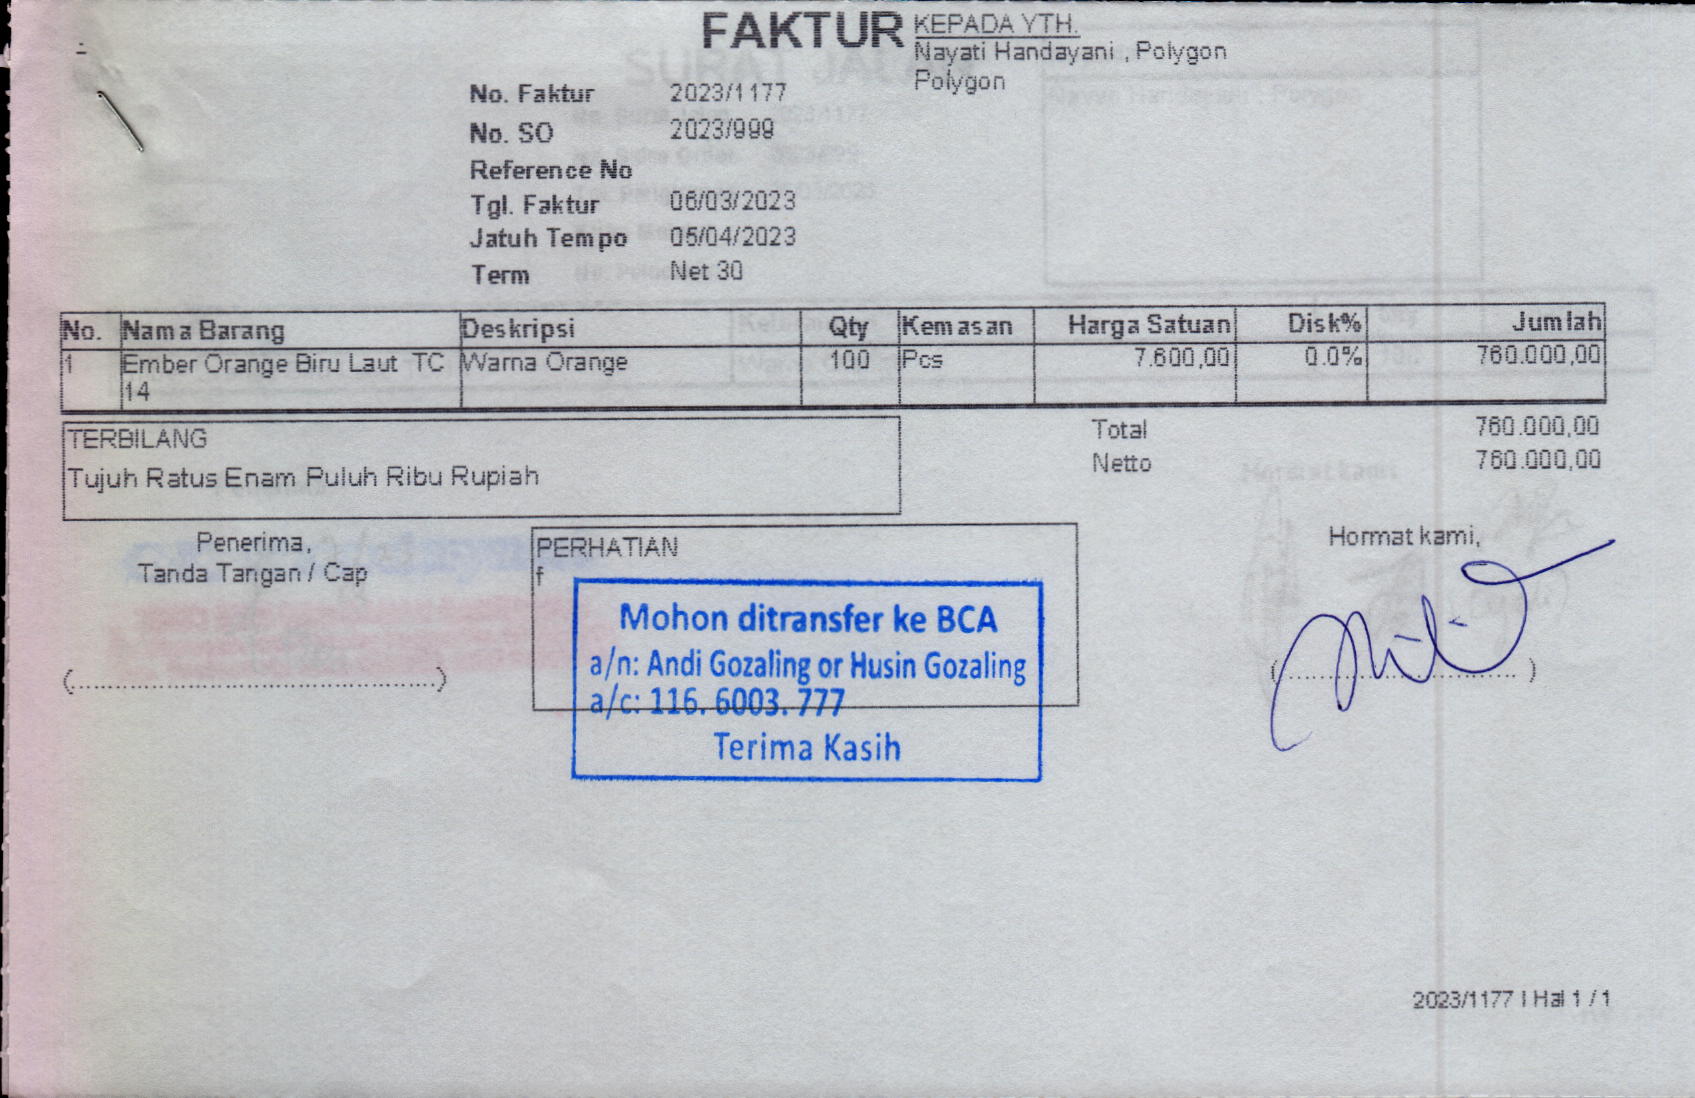 FAKTUR
KEPADA YTH.
Nayati Handayani , Polygon
Polygon
No. Faktur 2023/1177
No. SO 2023/999
Reference No
Tgl. Faktur 06/03/2023
Jatuh Tempo 05/04/2023
Term Net 30
No. Nama Barang Deskripsi Qty Kemasan Harga Satuan Disk% Jumlah
1 Ember Orange Biru Laut TC Warna Orange 100 Pcs 7.600,00 0.0% 760.000,00
14
TERBILANG
Tujuh Ratus Enam Puluh Ribu Rupiah
Total 760.000,00
Netto 760.000,00
Penerima,
Tanda Tangan / Cap
(........................................)
PERHATIAN
f
Mohon ditransfer ke BCA
a/n: Andi Gozaling or Husin Gozaling
a/c: 116. 6003. 777
Terima Kasih
Hormat kami,
(............................)
2023/1177 | Hal 1 / 1